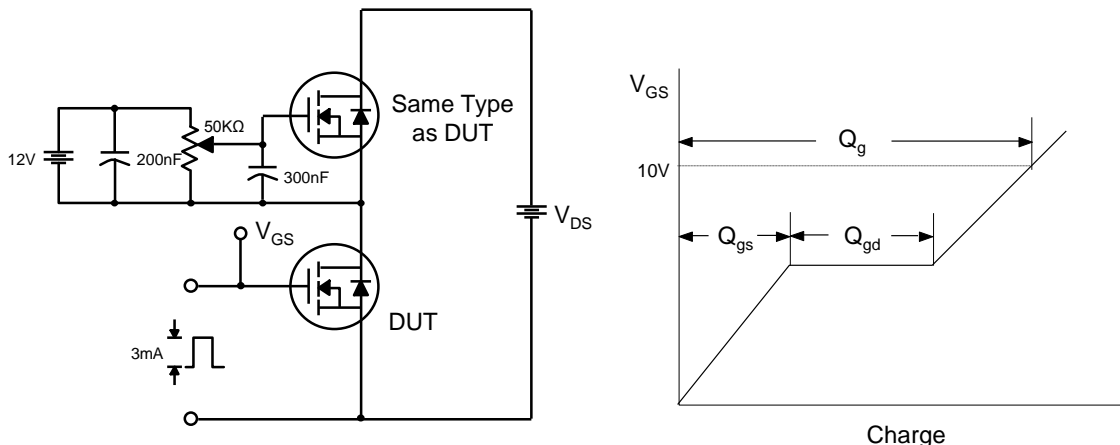 12V
200nF
50KΩ
300nF
Same Type
as DUT
V_DS
V_GS
DUT
3mA
V_GS
10V
Q_g
Q_gs
Q_gd
Charge